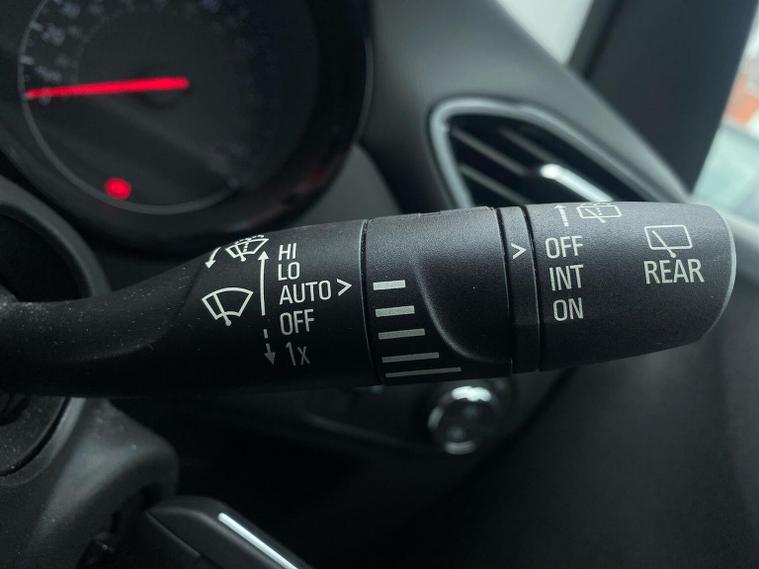 HI
LO
AUTO >
OFF
1x
>
OFF
INT
ON
REAR